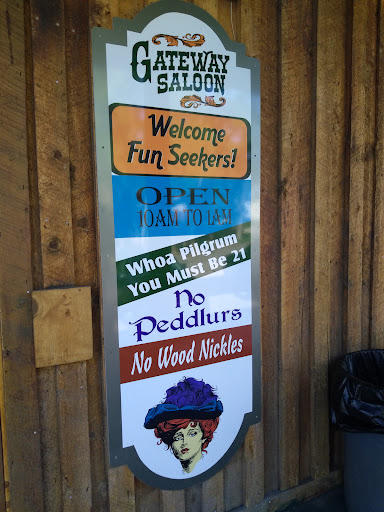 GATEWAY
SALOON
Welcome
Fun Seekers!
OPEN
10AM TO 1AM
Whoa Pilgrum
You Must Be 21
No
Peddlurs
No Wood Nickles